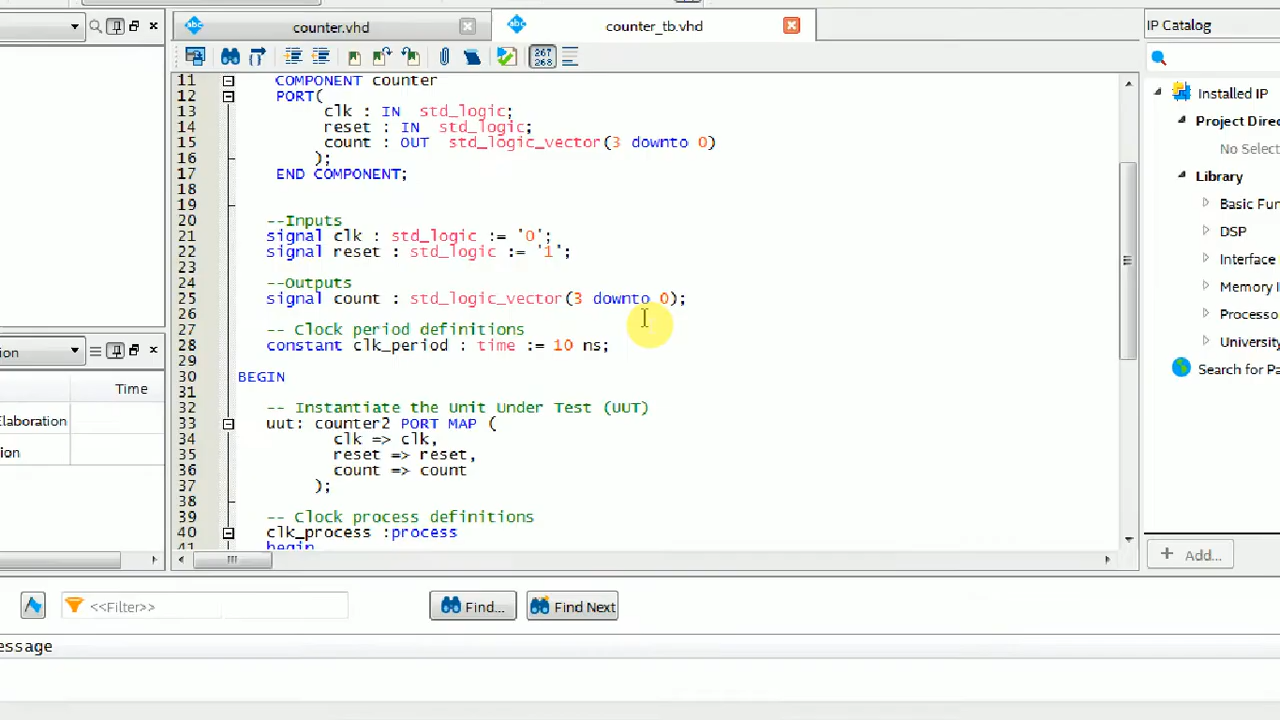 counter.vhd
counter_tb.vhd
IP Catalog
267
268
11 COMPONENT counter
12 PORT(
13 clk : IN std_logic;
14 reset : IN std_logic;
15 count : OUT std_logic_vector(3 downto 0)
16 );
17 END COMPONENT;
18
19
20 --Inputs
21 signal clk : std_logic := '0';
22 signal reset : std_logic := '1';
23
24 --Outputs
25 signal count : std_logic_vector(3 downto 0);
26
27 -- Clock period definitions
28 constant clk_period : time := 10 ns;
29
30 BEGIN
31
32 -- Instantiate the Unit Under Test (UUT)
33 uut: counter2 PORT MAP (
34 clk => clk,
35 reset => reset,
36 count => count
37 );
38
39 -- Clock process definitions
40 clk_process :process
41 begin
Installed IP
Project Direc
No Select
Library
Basic Fun
DSP
Interface
Memory I
Processo
University
Search for Pa
+ Add...
ion
Time
Elaboration
on
<<Filter>>
Find...
Find Next
essage